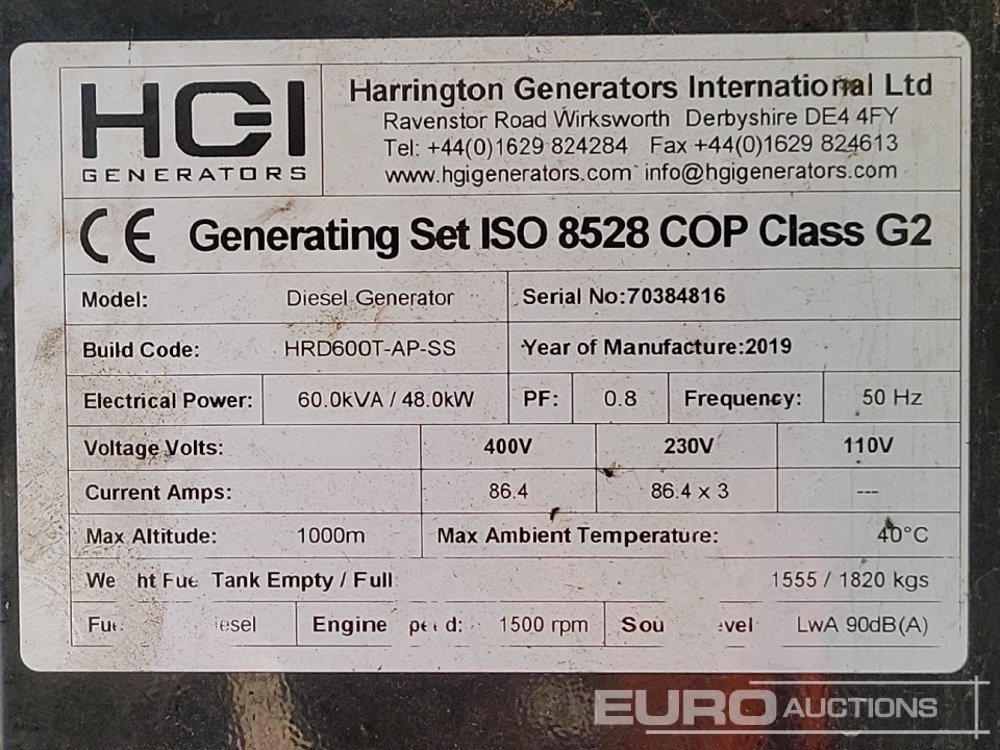 HGI
GENERATORS
Harrington Generators International Ltd
Ravenstor Road Wirksworth Derbyshire DE4 4FY
Tel: +44(0)1629 824284 Fax +44(0)1629 824613
www.hgigenerators.com info@hgigenerators.com
CE Generating Set ISO 8528 COP Class G2
Model: Diesel Generator Serial No:70384816
Build Code: HRD600T-AP-SS Year of Manufacture:2019
Electrical Power: 60.0kVA / 48.0kW PF: 0.8 Frequency: 50 Hz
Voltage Volts: 400V 230V 110V
Current Amps: 86.4 86.4 x 3 ---
Max Altitude: 1000m Max Ambient Temperature: 40°C
Tank Empty / Full 1555 / 1820 kgs
Engine 1500 rpm LwA 90dB(A)
EURO AUCTIONS